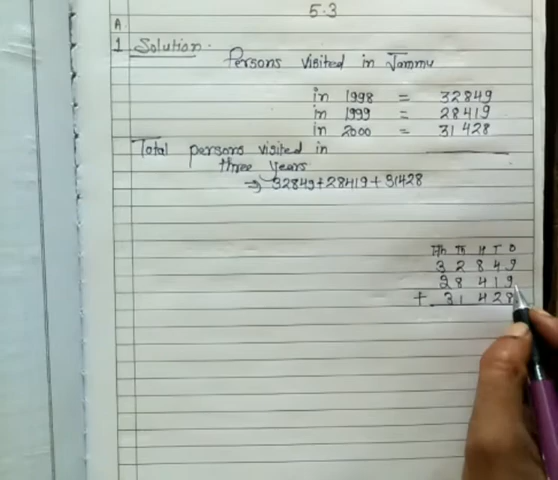 5.3
A
1 Solution.
Persons visited in Jammu
in 1998 = 32849
in 1999 = 28419
in 2000 = 31428
Total persons visited in
three years
⇒ 32849+28419+31428
TTh Th H T O
3 2 8 4 9
2 8 4 1 9
+ 3 1 4 2 8